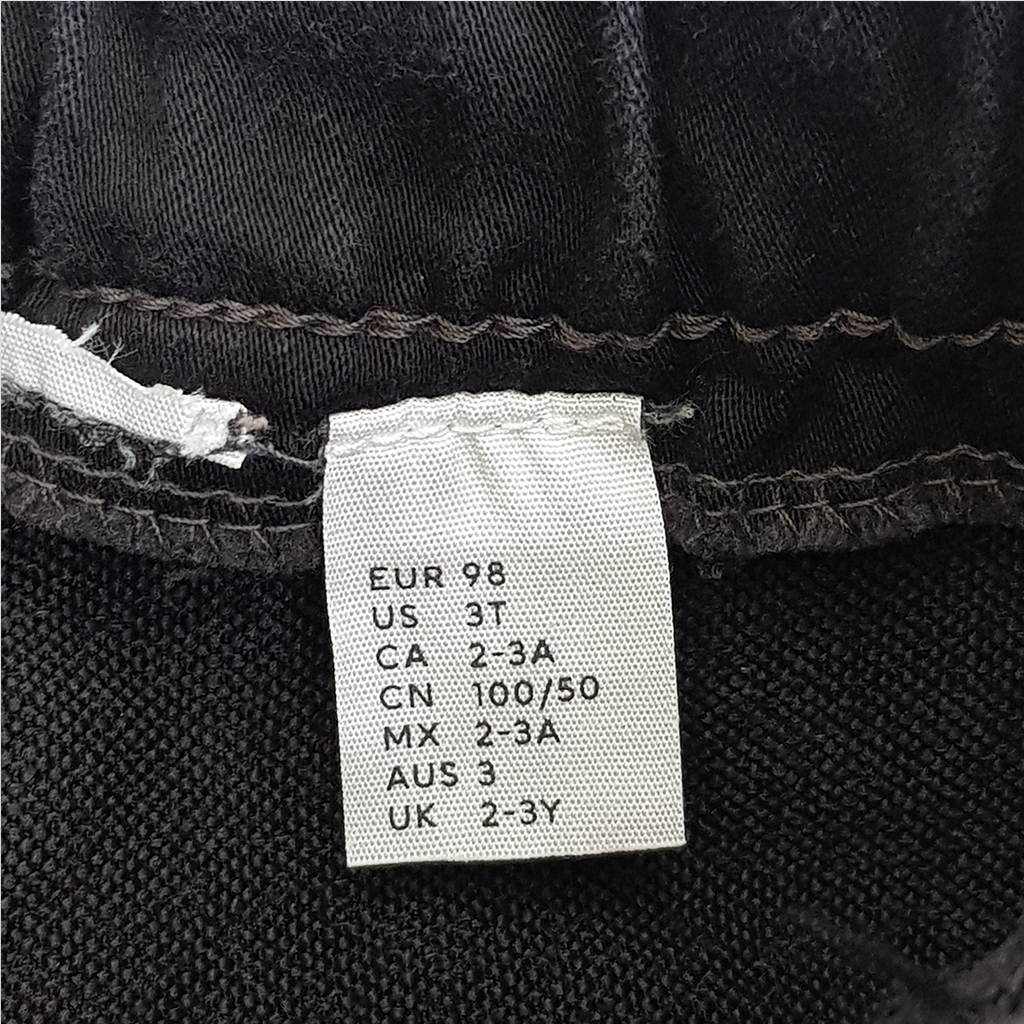 EUR 98
US 3T
CA 2-3A
CN 100/50
MX 2-3A
AUS 3
UK 2-3Y